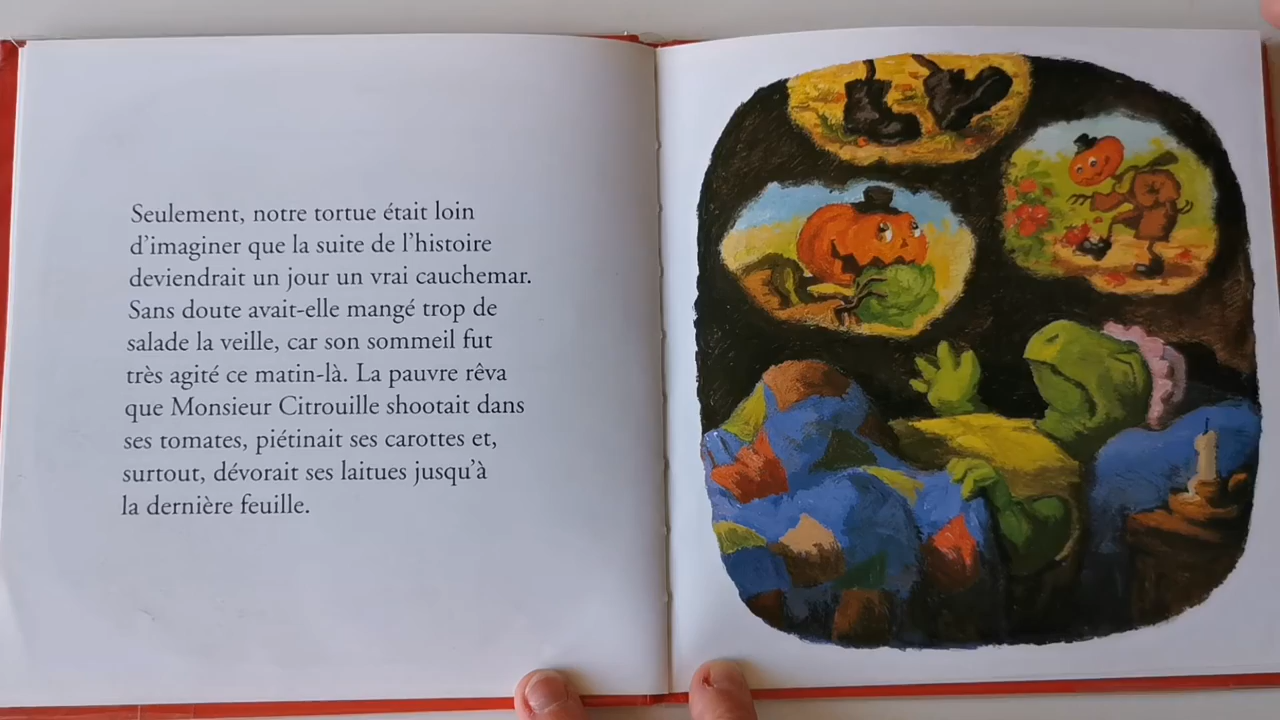 Seulement, notre tortue était loin
d'imaginer que la suite de l'histoire
deviendrait un jour un vrai cauchemar.
Sans doute avait-elle mangé trop de
salade la veille, car son sommeil fut
très agité ce matin-là. La pauvre rêva
que Monsieur Citrouille shootait dans
ses tomates, piétinait ses carottes et,
surtout, dévorait ses laitues jusqu'à
la dernière feuille.